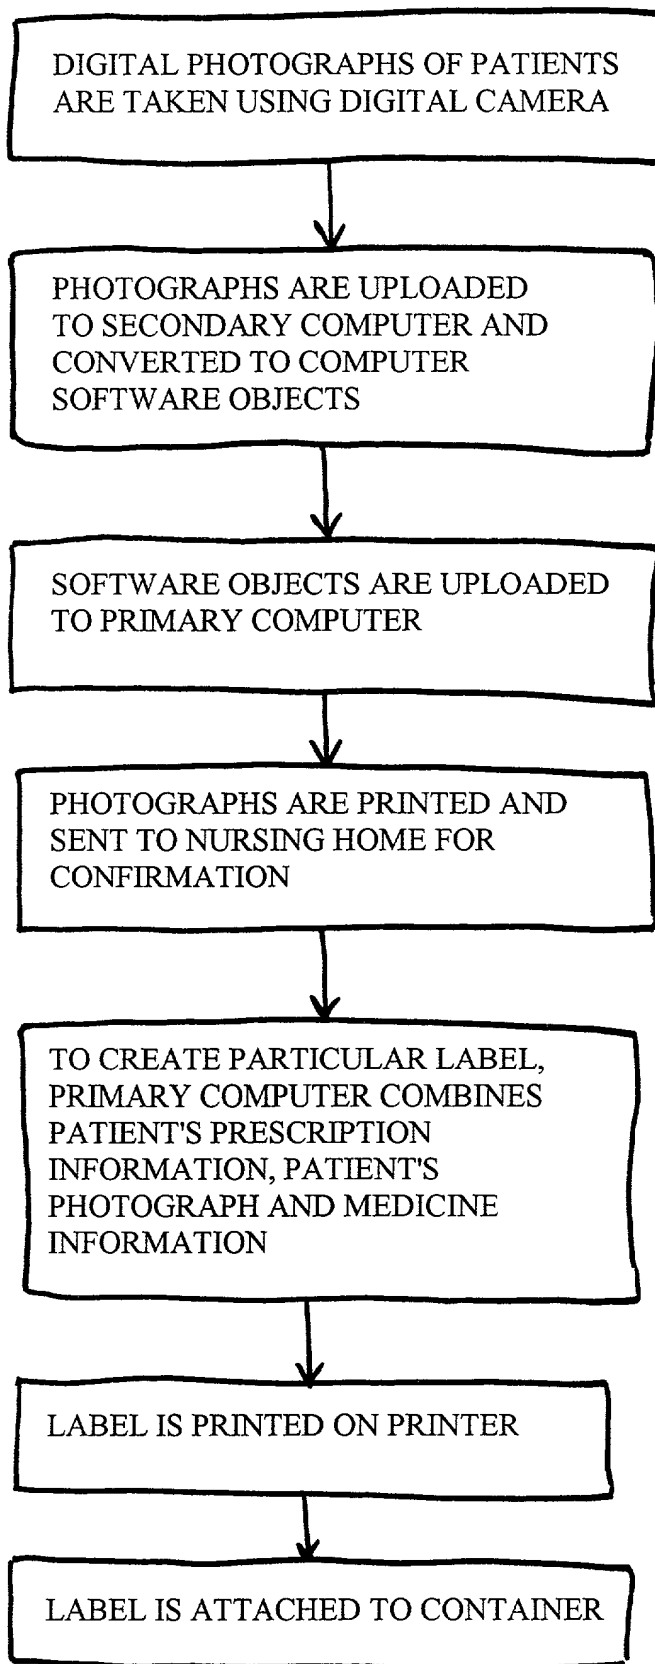 DIGITAL PHOTOGRAPHS OF PATIENTS
ARE TAKEN USING DIGITAL CAMERA
PHOTOGRAPHS ARE UPLOADED
TO SECONDARY COMPUTER AND
CONVERTED TO COMPUTER
SOFTWARE OBJECTS
SOFTWARE OBJECTS ARE UPLOADED
TO PRIMARY COMPUTER
PHOTOGRAPHS ARE PRINTED AND
SENT TO NURSING HOME FOR
CONFIRMATION
TO CREATE PARTICULAR LABEL,
PRIMARY COMPUTER COMBINES
PATIENT'S PRESCRIPTION
INFORMATION, PATIENT'S
PHOTOGRAPH AND MEDICINE
INFORMATION
LABEL IS PRINTED ON PRINTER
LABEL IS ATTACHED TO CONTAINER